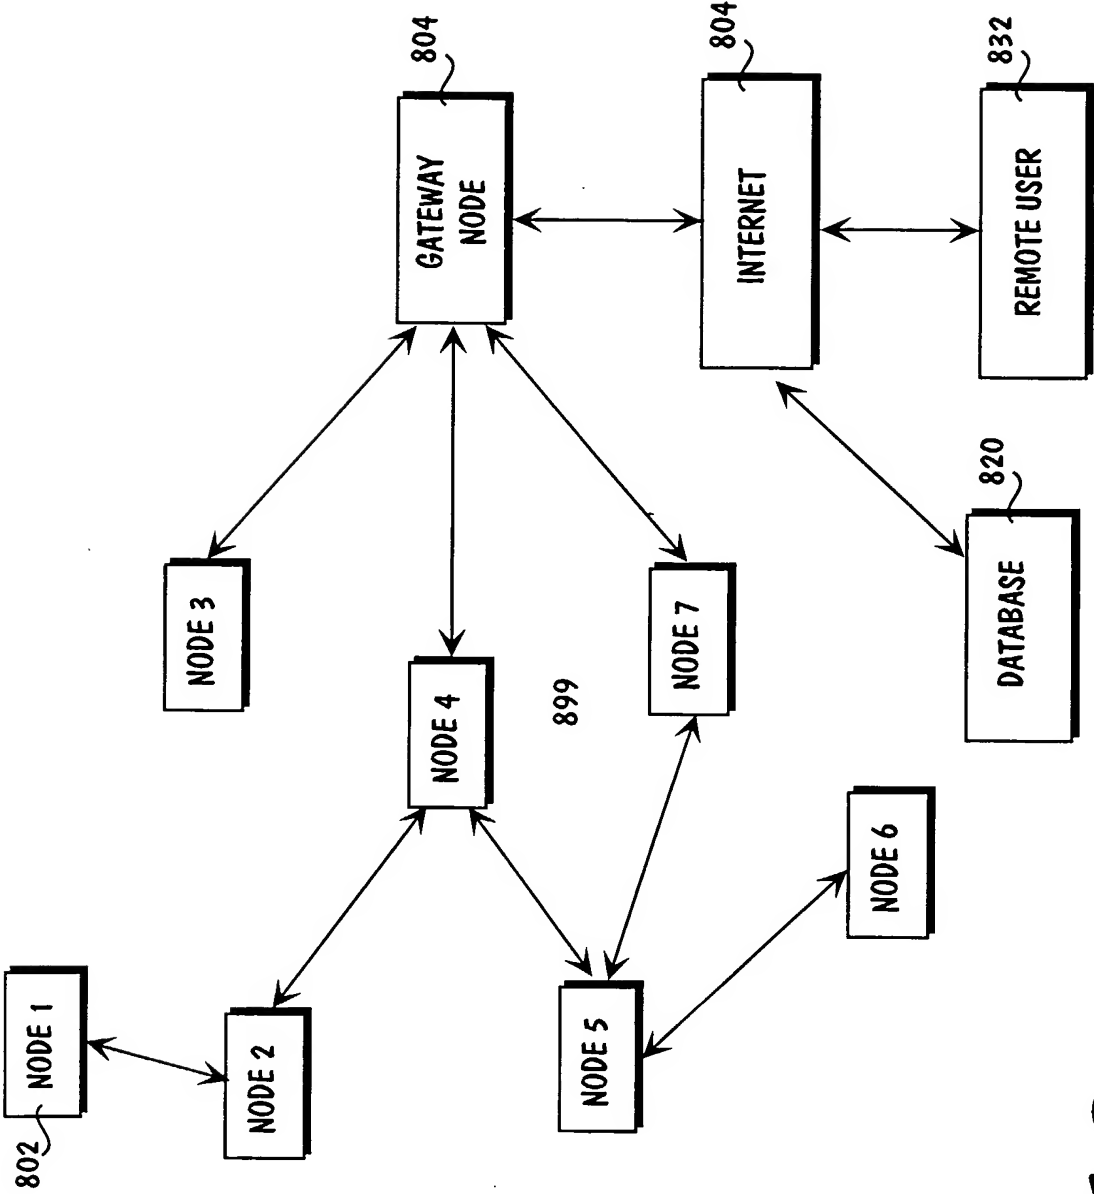 802
NODE 1
NODE 2
NODE 3
804
GATEWAY
NODE
NODE 4
899
NODE 5
NODE 7
804
INTERNET
NODE 6
820
DATABASE
832
REMOTE USER